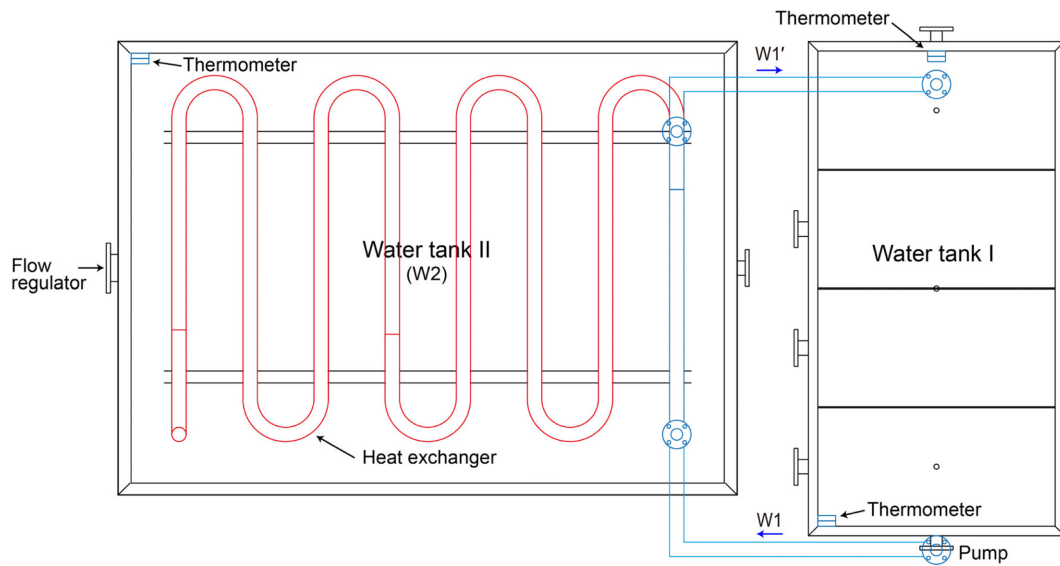 Thermometer
W1′
Thermometer
Water tank II
(W2)
Water tank I
Flow
regulator
Heat exchanger
Thermometer
W1
Pump